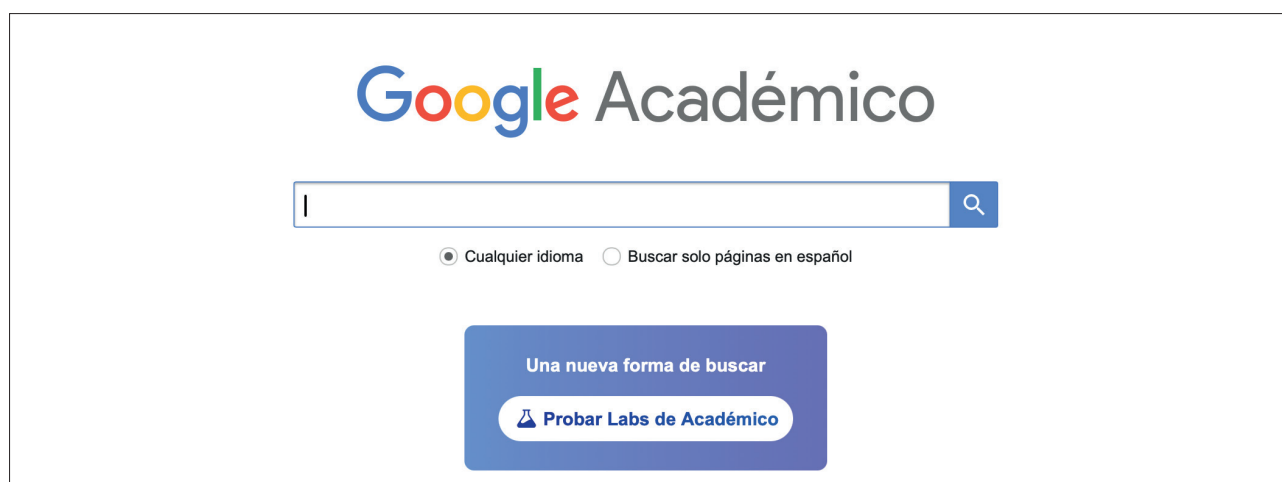 Google Académico
Cualquier idioma Buscar solo páginas en español
Una nueva forma de buscar
Probar Labs de Académico